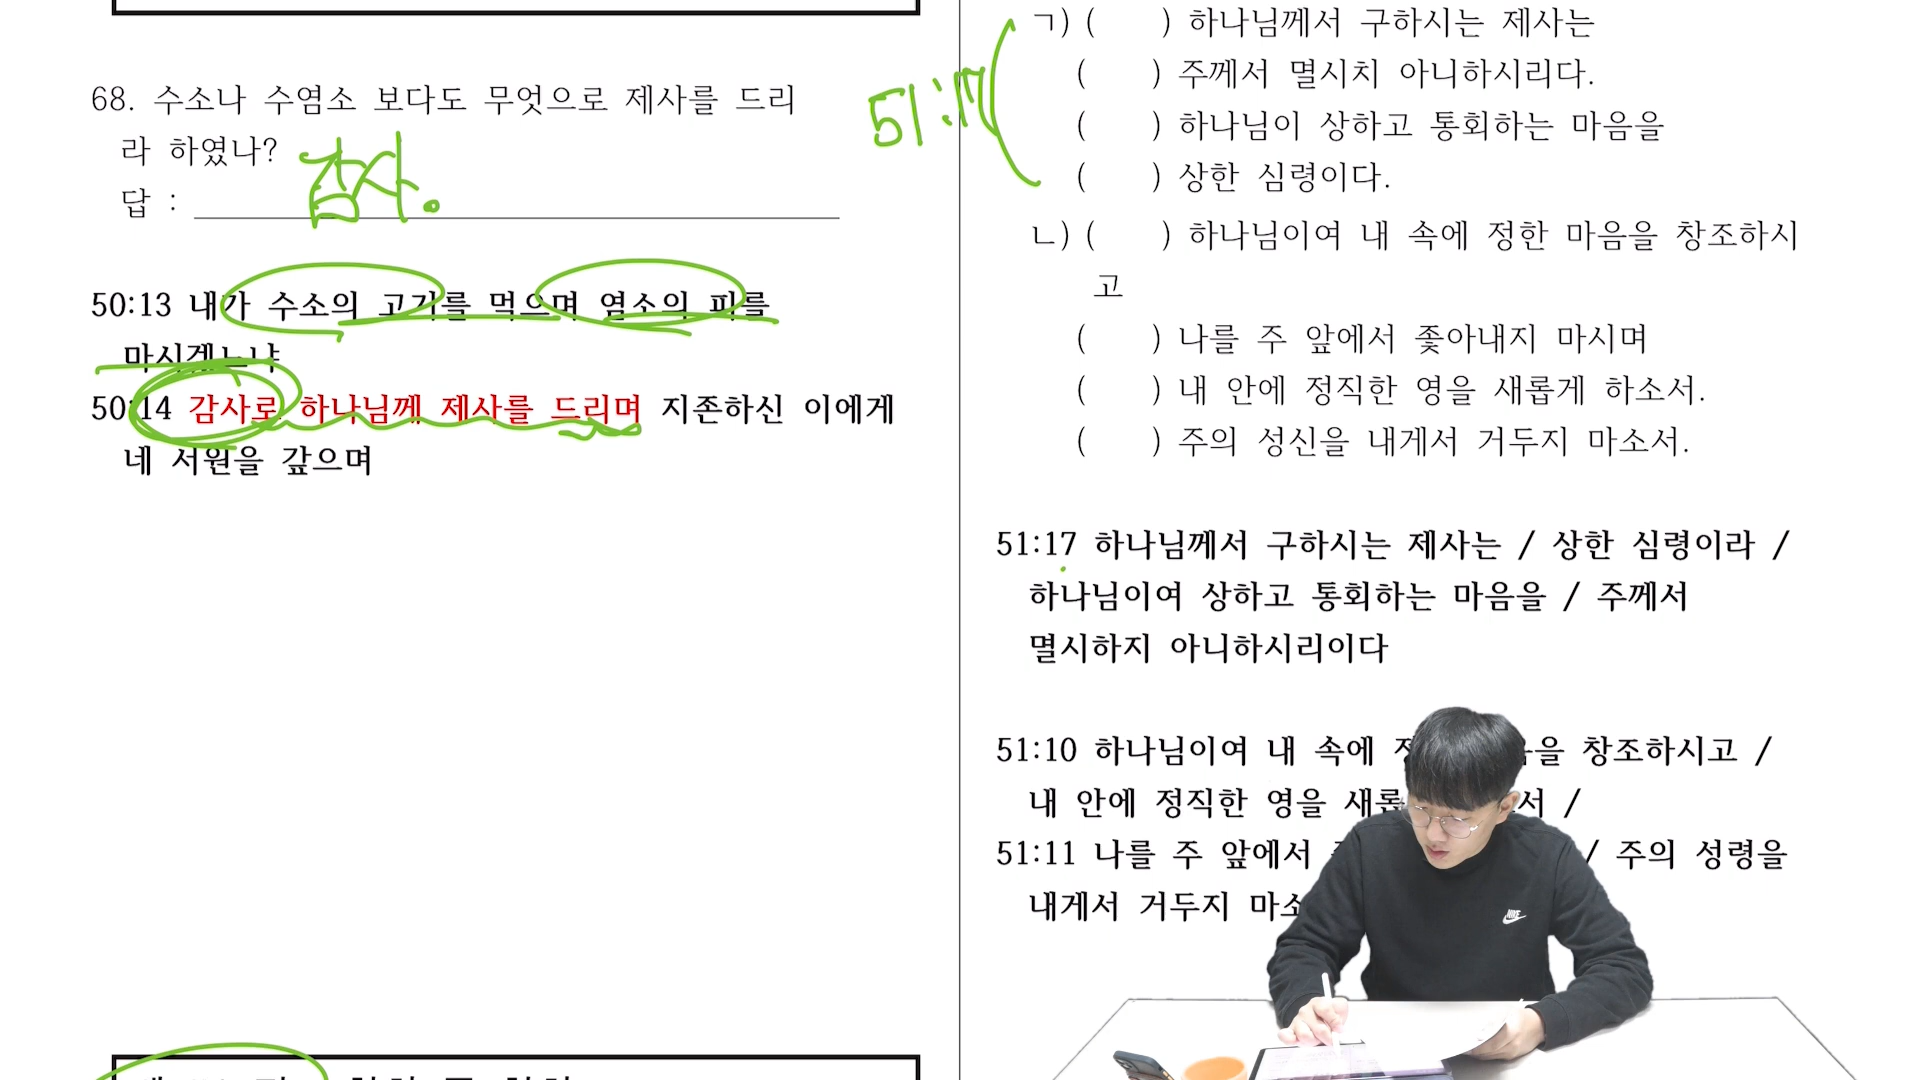 68. 수소나 수염소 보다도 무엇으로 제사를 드리
라 하였나?
답 : 감사.
50:13 내가 수소의 고기를 먹으며 염소의 피를
마시겠느냐
50:14 감사로 하나님께 제사를 드리며 지존하신 이에게
네 서원을 갚으며
51:17
ㄱ) ( ) 하나님께서 구하시는 제사는
( ) 주께서 멸시치 아니하시리다.
( ) 하나님이 상하고 통회하는 마음을
( ) 상한 심령이다.
ㄴ) ( ) 하나님이여 내 속에 정한 마음을 창조하시
고
( ) 나를 주 앞에서 좇아내지 마시며
( ) 내 안에 정직한 영을 새롭게 하소서.
( ) 주의 성신을 내게서 거두지 마소서.
51:17 하나님께서 구하시는 제사는 / 상한 심령이라 /
하나님이여 상하고 통회하는 마음을 / 주께서
멸시하지 아니하시리이다
51:10 하나님이여 내 속에 창조하시고 /
내 안에 정직한 영을 /
51:11 나를 주 앞에서 / 주의 성령을
내게서 거두지
NIKE